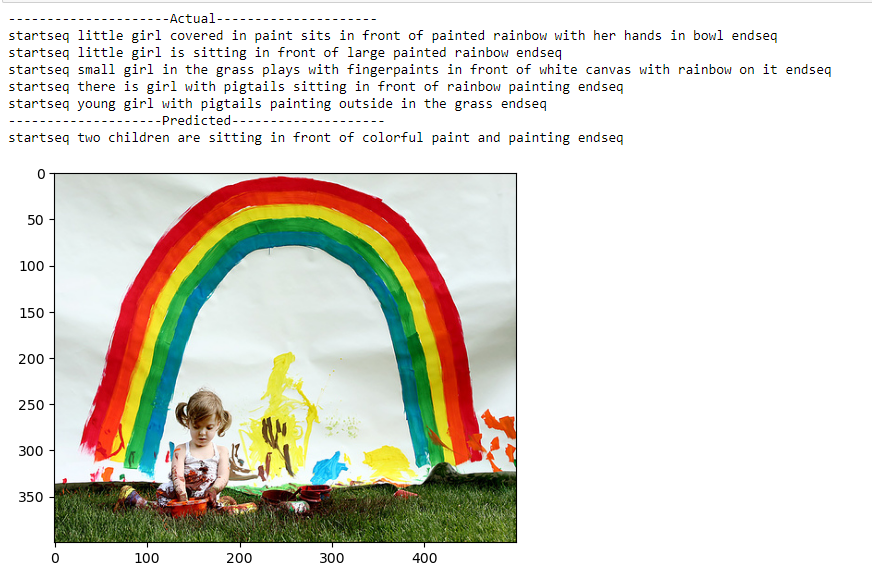 --------------------Actual--------------------
startseq little girl covered in paint sits in front of painted rainbow with her hands in bowl endseq
startseq little girl is sitting in front of large painted rainbow endseq
startseq small girl in the grass plays with fingerpaints in front of white canvas with rainbow on it endseq
startseq there is girl with pigtails sitting in front of rainbow painting endseq
startseq young girl with pigtails painting outside in the grass endseq
-------------------Predicted-------------------
startseq two children are sitting in front of colorful paint and painting endseq
0
50
100
150
200
250
300
350
0 100 200 300 400